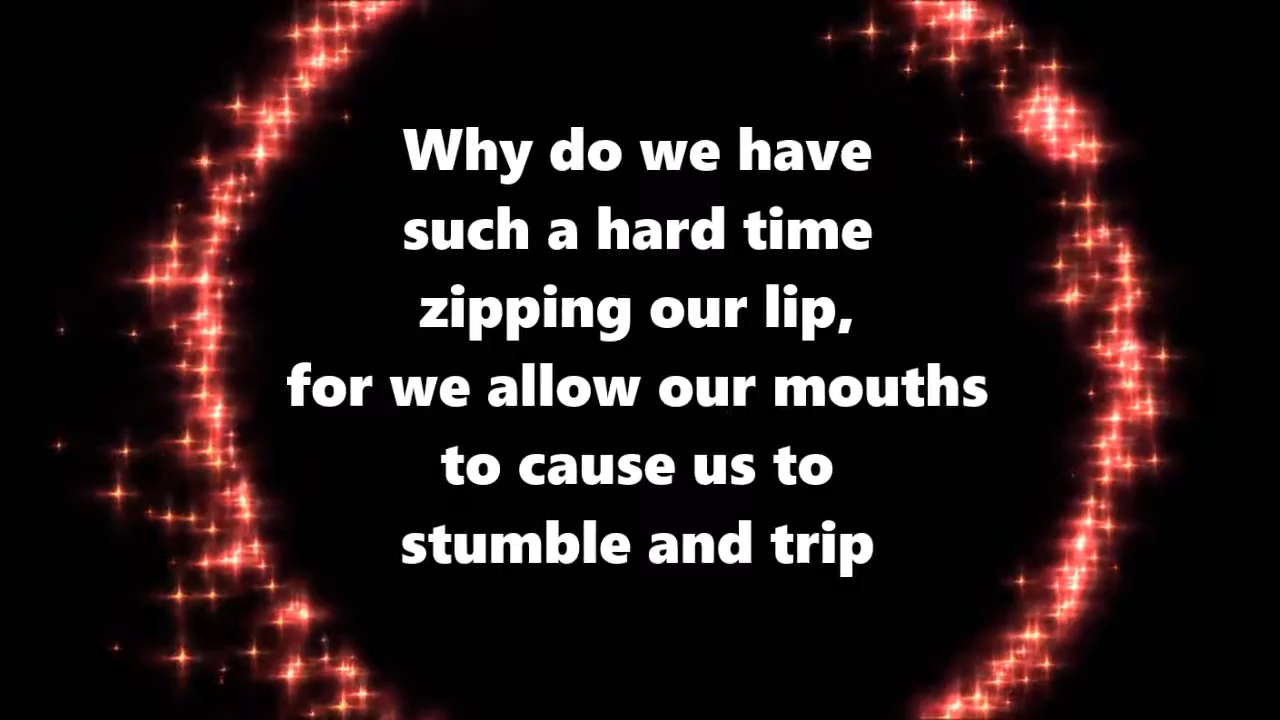 Why do we have
such a hard time
zipping our lip,
for we allow our mouths
to cause us to
stumble and trip